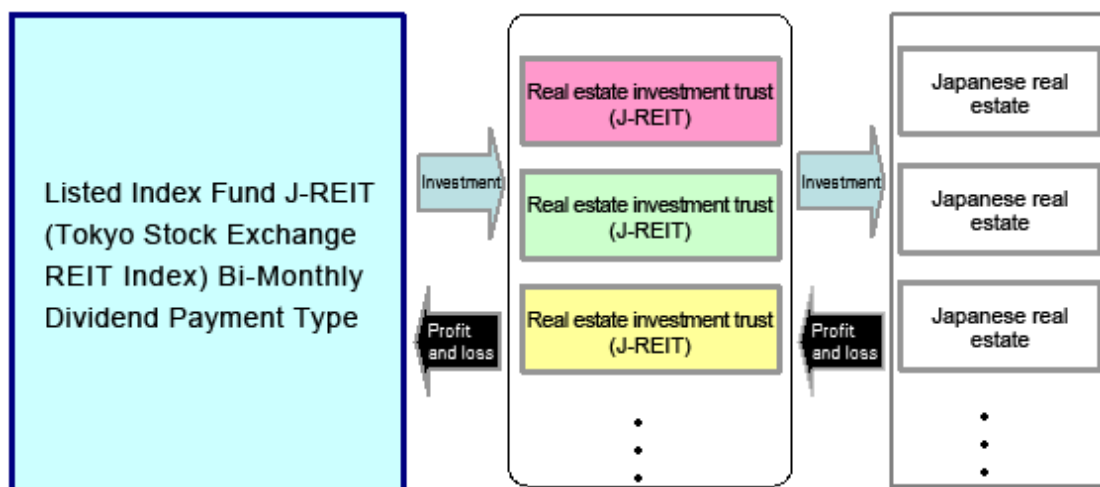 Listed Index Fund J-REIT
(Tokyo Stock Exchange
REIT Index) Bi-Monthly
Dividend Payment Type
Investment
Profit
and loss
Real estate investment trust
(J-REIT)
Real estate investment trust
(J-REIT)
Real estate investment trust
(J-REIT)
Investment
Profit
and loss
Japanese real
estate
Japanese real
estate
Japanese real
estate